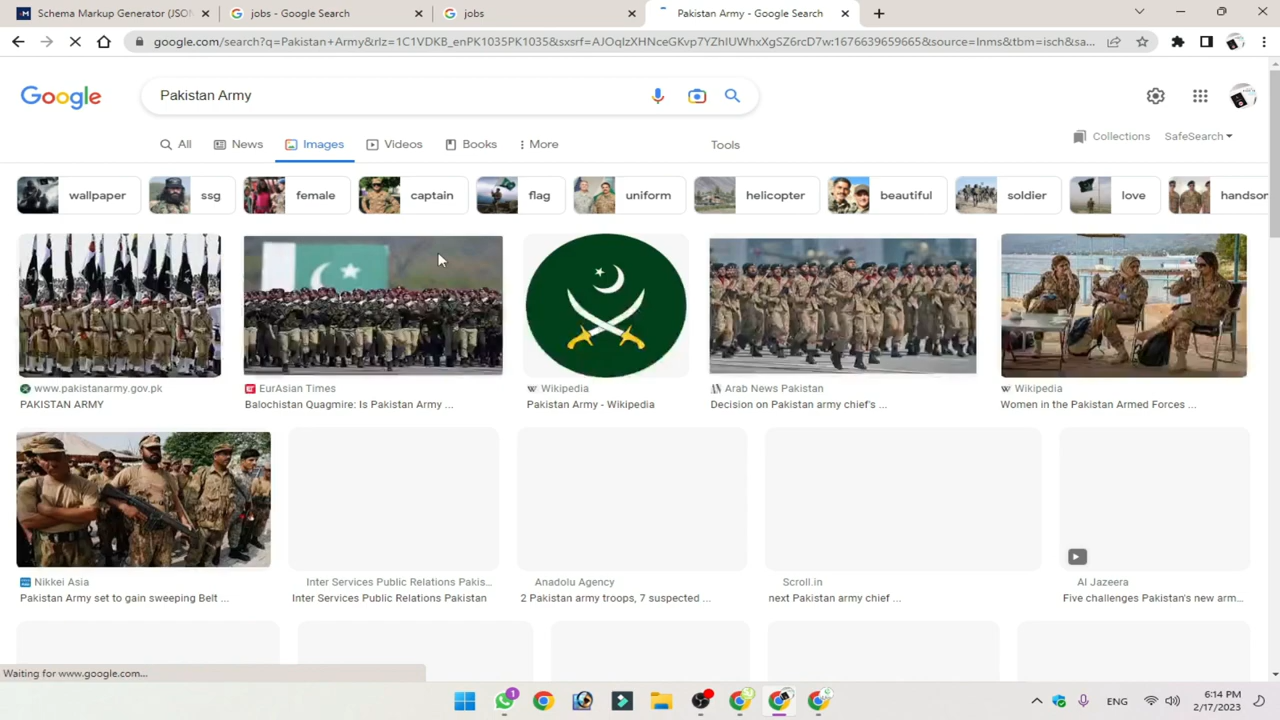 Schema Markup Generator (JSON
jobs - Google Search
jobs
Pakistan Army - Google Search
google.com/search?q=Pakistan+Army&rlz=1C1VDKB_enPK1035PK1035&sxsrf=AJOqlzXHNceGKvp7YZhIUWhxXgSZ6rcD7w:1676639659665&source=lnms&tbm=isch&sa...
Google
Pakistan Army
All
News
Images
Videos
Books
More
Tools
Collections
SafeSearch
wallpaper
ssg
female
captain
flag
uniform
helicopter
beautiful
soldier
love
handsor
www.pakistanarmy.gov.pk
PAKISTAN ARMY
EurAsian Times
Balochistan Quagmire: Is Pakistan Army ...
Wikipedia
Pakistan Army - Wikipedia
Arab News Pakistan
Decision on Pakistan army chief's ...
Wikipedia
Women in the Pakistan Armed Forces ...
Nikkei Asia
Pakistan Army set to gain sweeping Belt ...
Inter Services Public Relations Pakis...
Inter Services Public Relations Pakistan
Anadolu Agency
2 Pakistan army troops, 7 suspected ...
Scroll.in
next Pakistan army chief ...
Al Jazeera
Five challenges Pakistan's new arm...
Waiting for www.google.com...
1
ENG
6:14 PM
2/17/2023